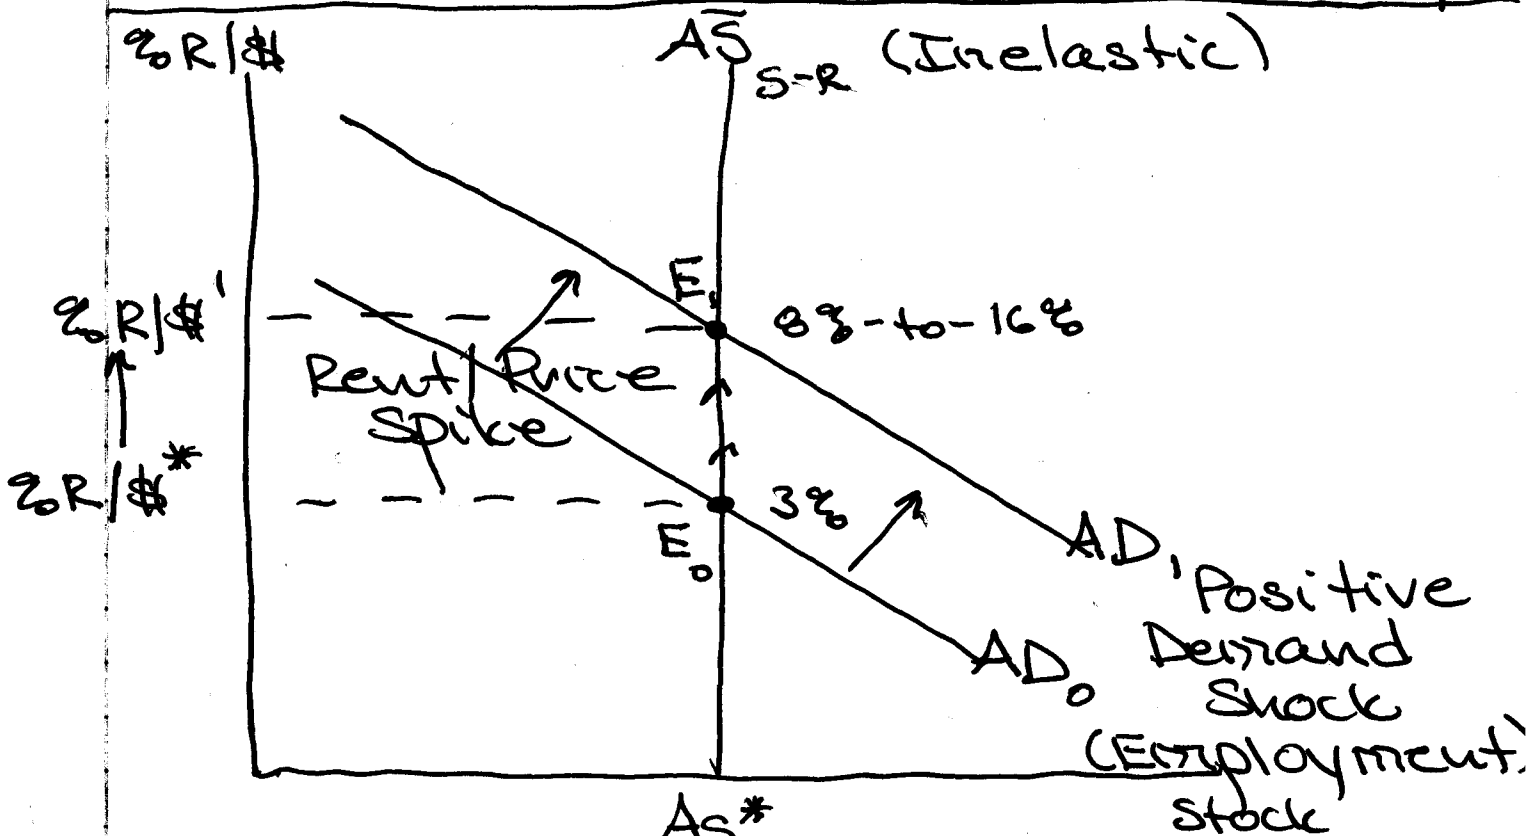 %R/$
AS̅ S-R (Inelastic)
E₁
%R/$'
8%-to-16%
Rent/Price
Spike
%R/$*
3%
E₀
AD₁
Positive
Demand
Shock
AD₀
(Employment)
Stock
AS*